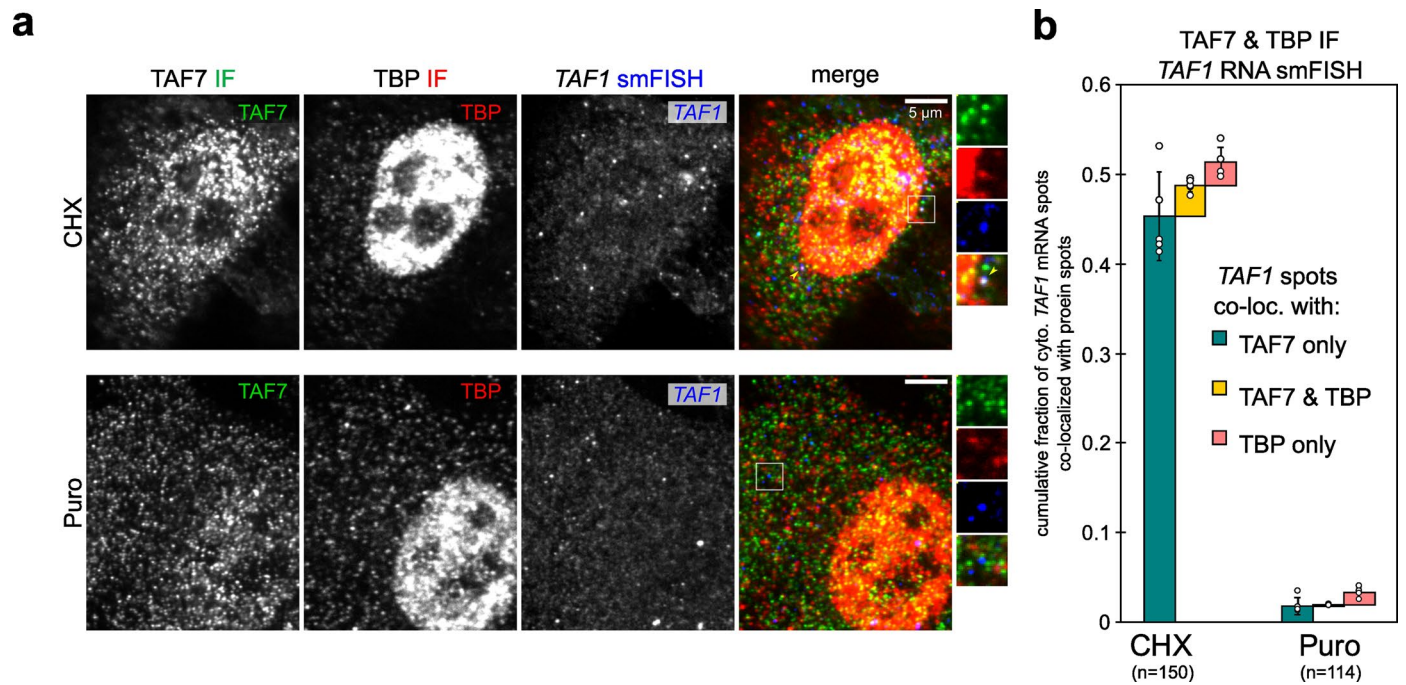 a
TAF7 IF
TBP IF
TAF1 smFISH
merge
CHX
TAF7
TBP
TAF1
5 µm
Puro
TAF7
TBP
TAF1
b
TAF7 & TBP IF
TAF1 RNA smFISH
cumulative fraction of cyto. TAF1 mRNA spots
co-localized with proein spots
0.6
0.5
0.4
0.3
0.2
0.1
0
TAF1 spots
co-loc. with:
TAF7 only
TAF7 & TBP
TBP only
CHX
(n=150)
Puro
(n=114)